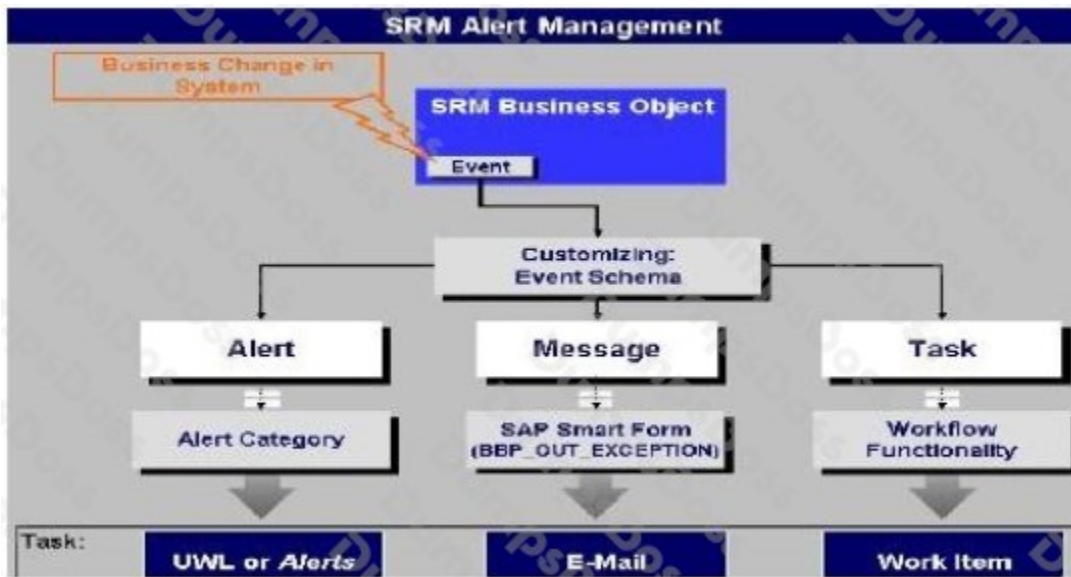 SRM Alert Management
Business Change in
System
SRM Business Object
Event
Customizing:
Event Schema
Alert
Message
Task
Alert Category
SAP Smart Form
(BBP_OUT_EXCEPTION)
Workflow
Functionality
Task:
UWL or Alerts
E-Mail
Work Item
DumpsDoss